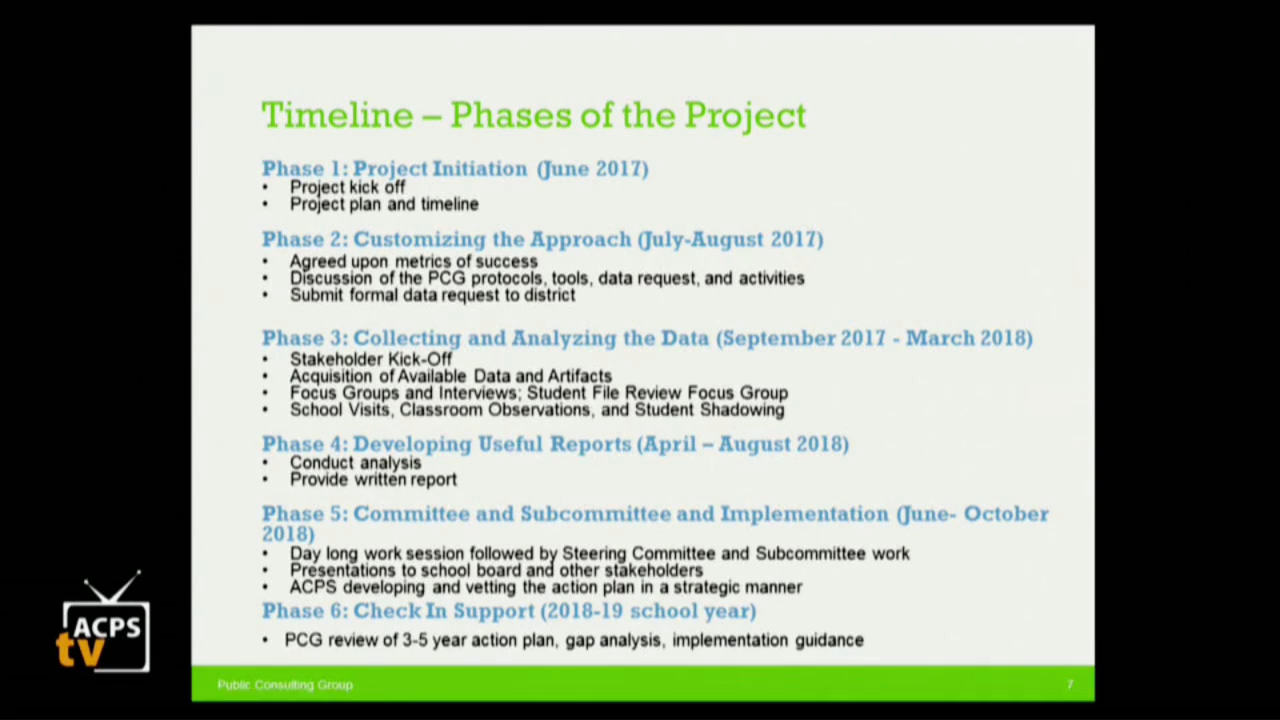 Timeline – Phases of the Project
Phase 1: Project Initiation (June 2017)
• Project kick off
• Project plan and timeline
Phase 2: Customizing the Approach (July-August 2017)
• Agreed upon metrics of success
• Discussion of the PCG protocols, tools, data request, and activities
• Submit formal data request to district
Phase 3: Collecting and Analyzing the Data (September 2017 - March 2018)
• Stakeholder Kick-Off
• Acquisition of Available Data and Artifacts
• Focus Groups and Interviews; Student File Review Focus Group
• School Visits, Classroom Observations, and Student Shadowing
Phase 4: Developing Useful Reports (April – August 2018)
• Conduct analysis
• Provide written report
Phase 5: Committee and Subcommittee and Implementation (June- October
2018)
• Day long work session followed by Steering Committee and Subcommittee work
• Presentations to school board and other stakeholders
• ACPS developing and vetting the action plan in a strategic manner
Phase 6: Check In Support (2018-19 school year)
• PCG review of 3-5 year action plan, gap analysis, implementation guidance
ACPS
tv
Public Consulting Group
7